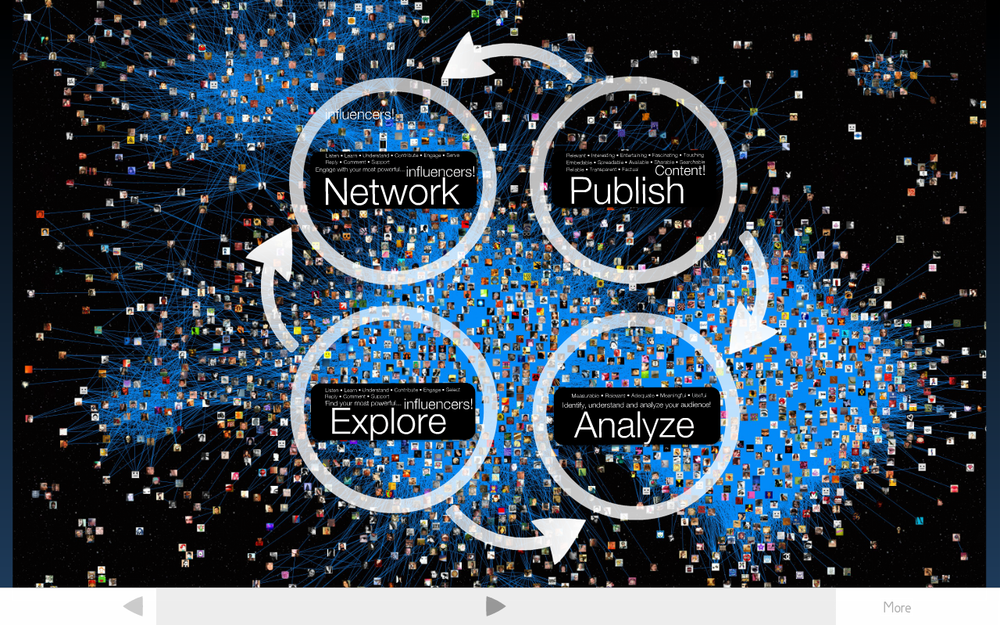 influencers!
Listen • Learn • Understand • Contribute • Engage • Serve
Reply • Comment • Support
Engage with your most powerful... influencers!
Network
Relevant • Interesting • Entertaining • Fascinating • Touching
Embedable • Spreadable • Available • Sharable • Searchable
Reliable • Transparent • Factual Content!
Publish
Listen • Learn • Understand • Contribute • Engage • Select
Reply • Comment • Support
Find your most powerful... influencers!
Explore
Measurable • Relevant • Adequate • Meaningful • Useful
Identify, understand and analyze your audience!
Analyze
More